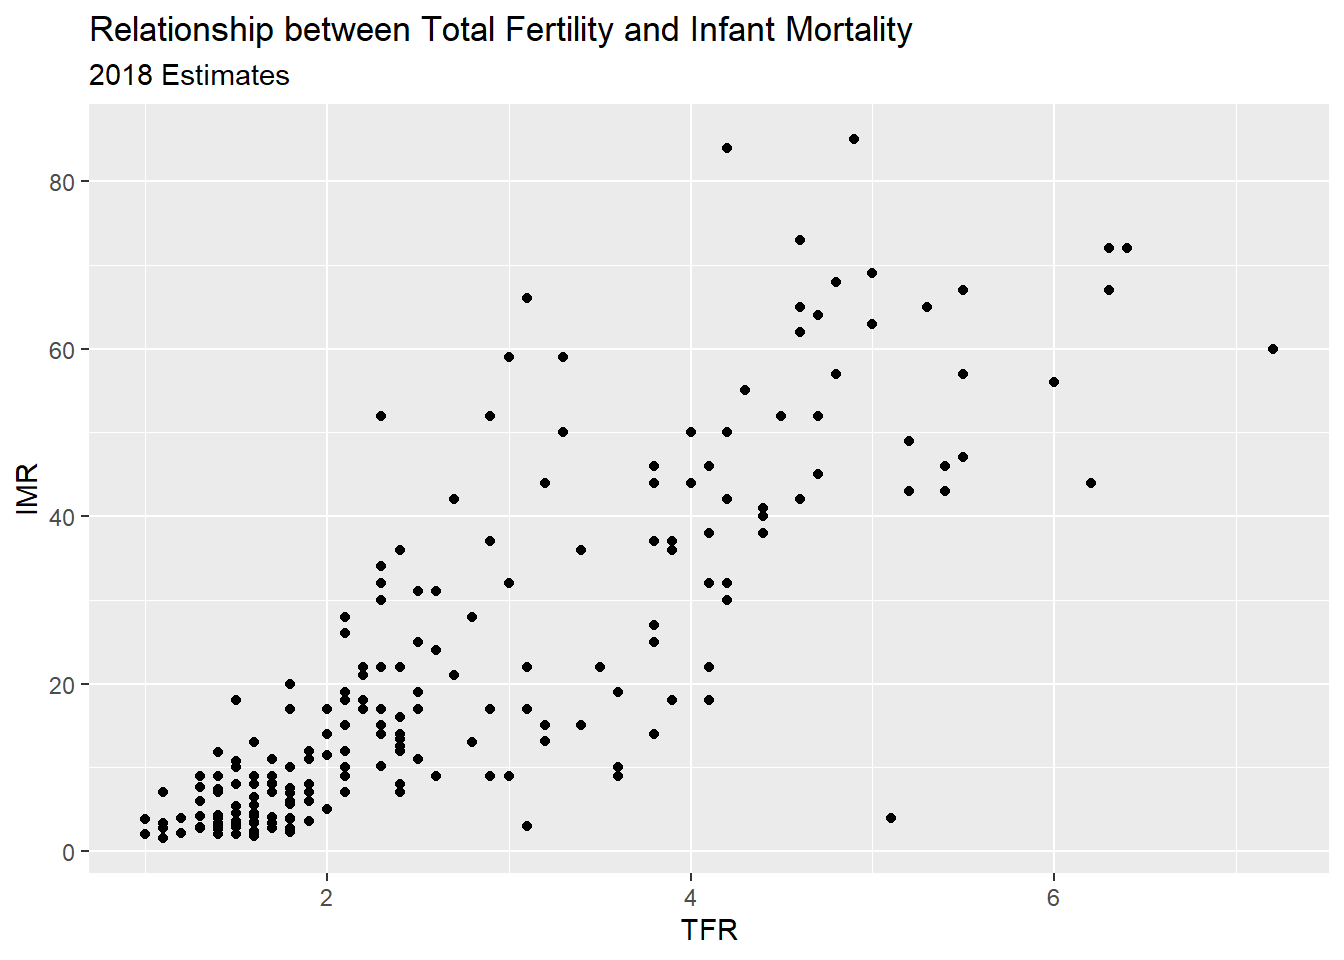 Relationship between Total Fertility and Infant Mortality
2018 Estimates
80
60
40
20
0
IMR
2 4 6
TFR